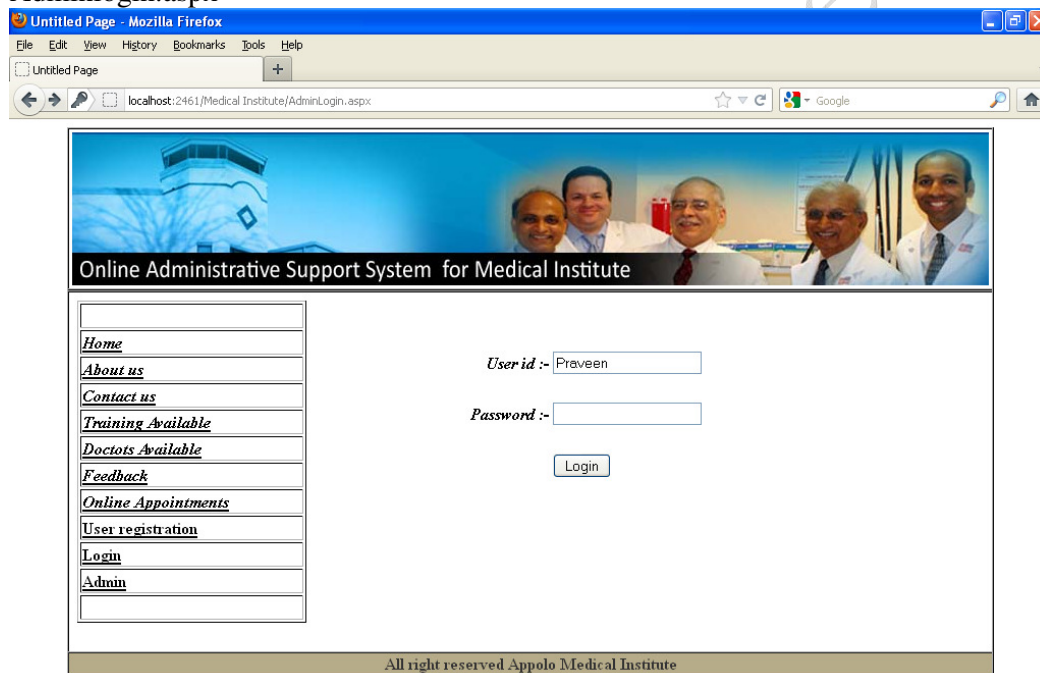 Untitled Page - Mozilla Firefox
File Edit View History Bookmarks Tools Help
Untitled Page +
localhost:2461/Medical Institute/AdminLogin.aspx Google
Online Administrative Support System for Medical Institute
Home
About us
Contact us
Training Available
Doctots Available
Feedback
Online Appointments
User registration
Login
Admin
User id :- Praveen
Password :-
Login
All right reserved Appolo Medical Institute